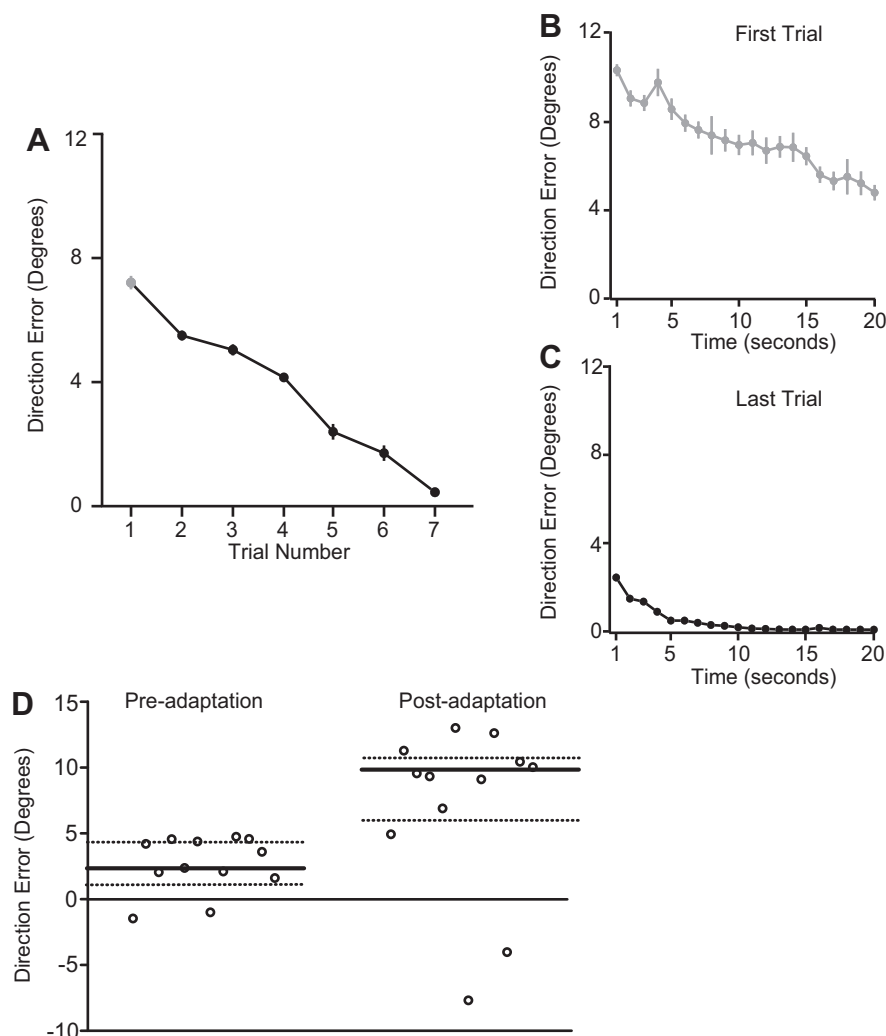 A
Direction Error (Degrees)
12
8
4
0
1 2 3 4 5 6 7
Trial Number
B
First Trial
Direction Error (Degrees)
12
8
4
0
1 5 10 15 20
Time (seconds)
C
Last Trial
Direction Error (Degrees)
12
8
4
0
1 5 10 15 20
Time (seconds)
D
Pre-adaptation Post-adaptation
Direction Error (Degrees)
15
10
5
0
-5
-10